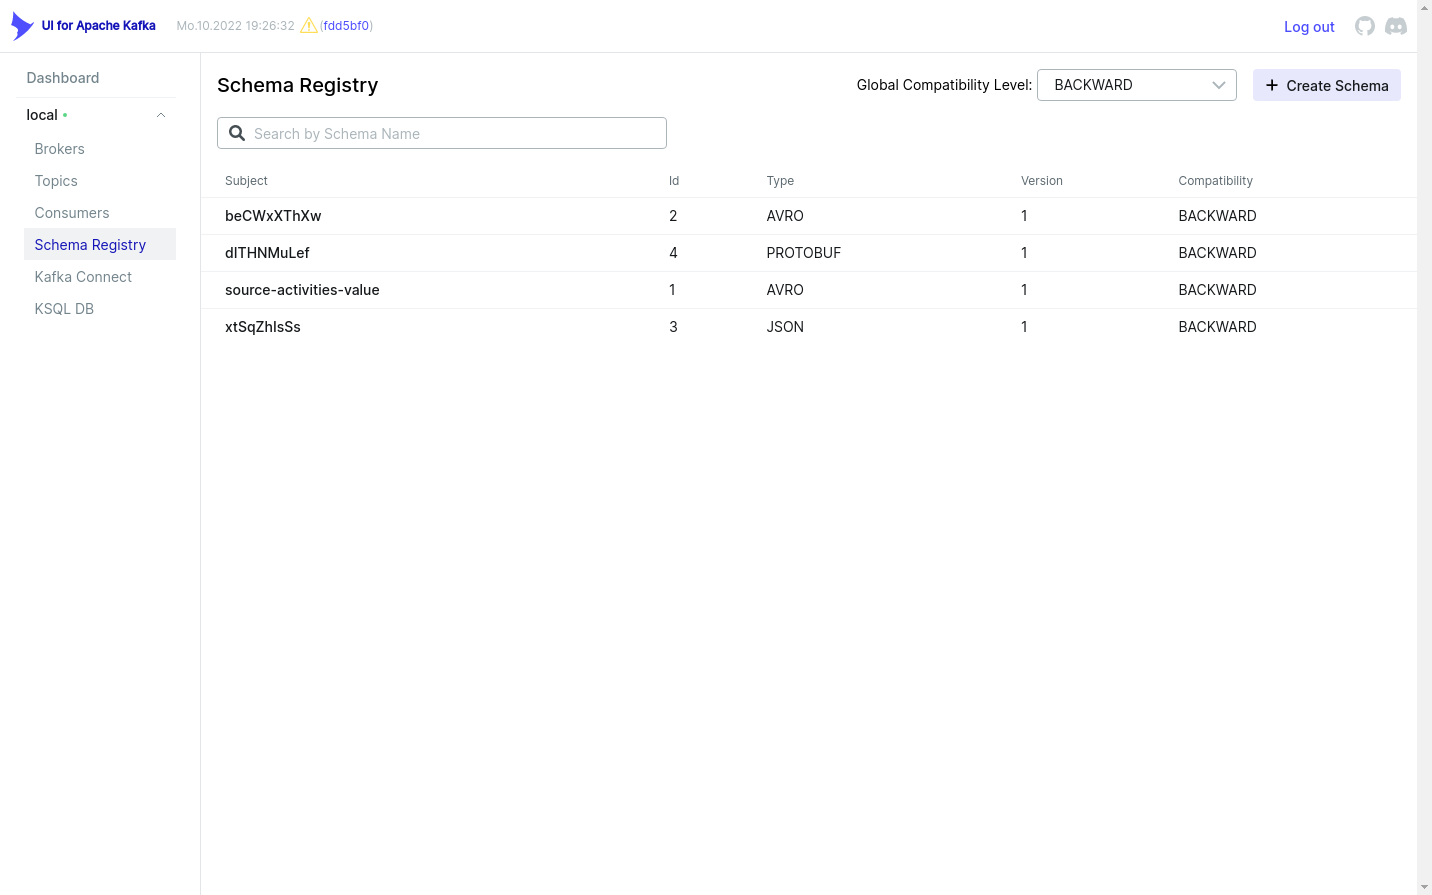 UI for Apache Kafka Mo.10.2022 19:26:32 (fdd5bf0) Log out
Dashboard
local
Brokers
Topics
Consumers
Schema Registry
Kafka Connect
KSQL DB
Schema Registry Global Compatibility Level: BACKWARD Create Schema
Search by Schema Name
Subject Id Type Version Compatibility
beCWxXThXw 2 AVRO 1 BACKWARD
dITHNMuLef 4 PROTOBUF 1 BACKWARD
source-activities-value 1 AVRO 1 BACKWARD
xtSqZhIsSs 3 JSON 1 BACKWARD